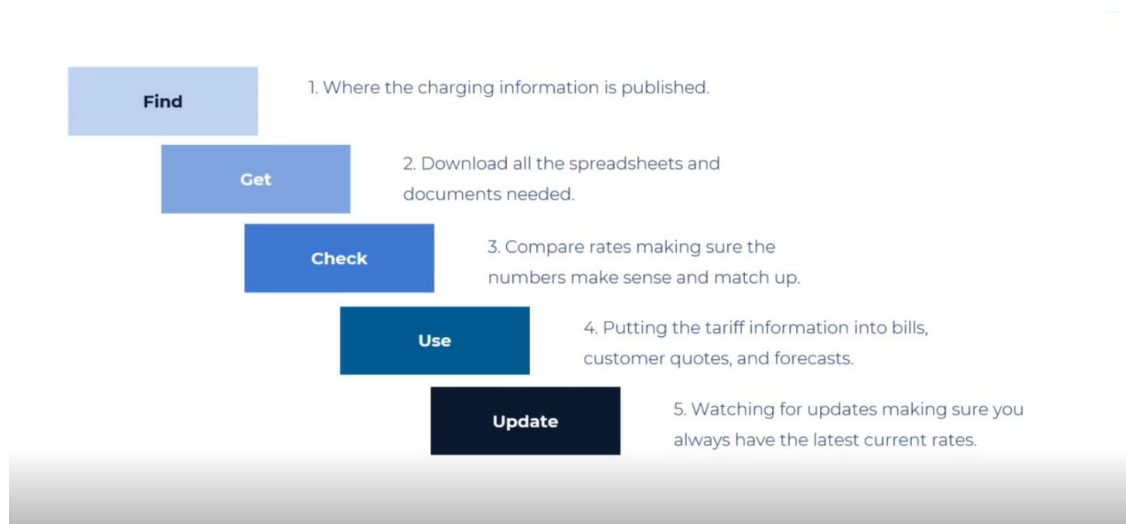 Find
1. Where the charging information is published.
Get
2. Download all the spreadsheets and
documents needed.
Check
3. Compare rates making sure the
numbers make sense and match up.
Use
4. Putting the tariff information into bills,
customer quotes, and forecasts.
Update
5. Watching for updates making sure you
always have the latest current rates.